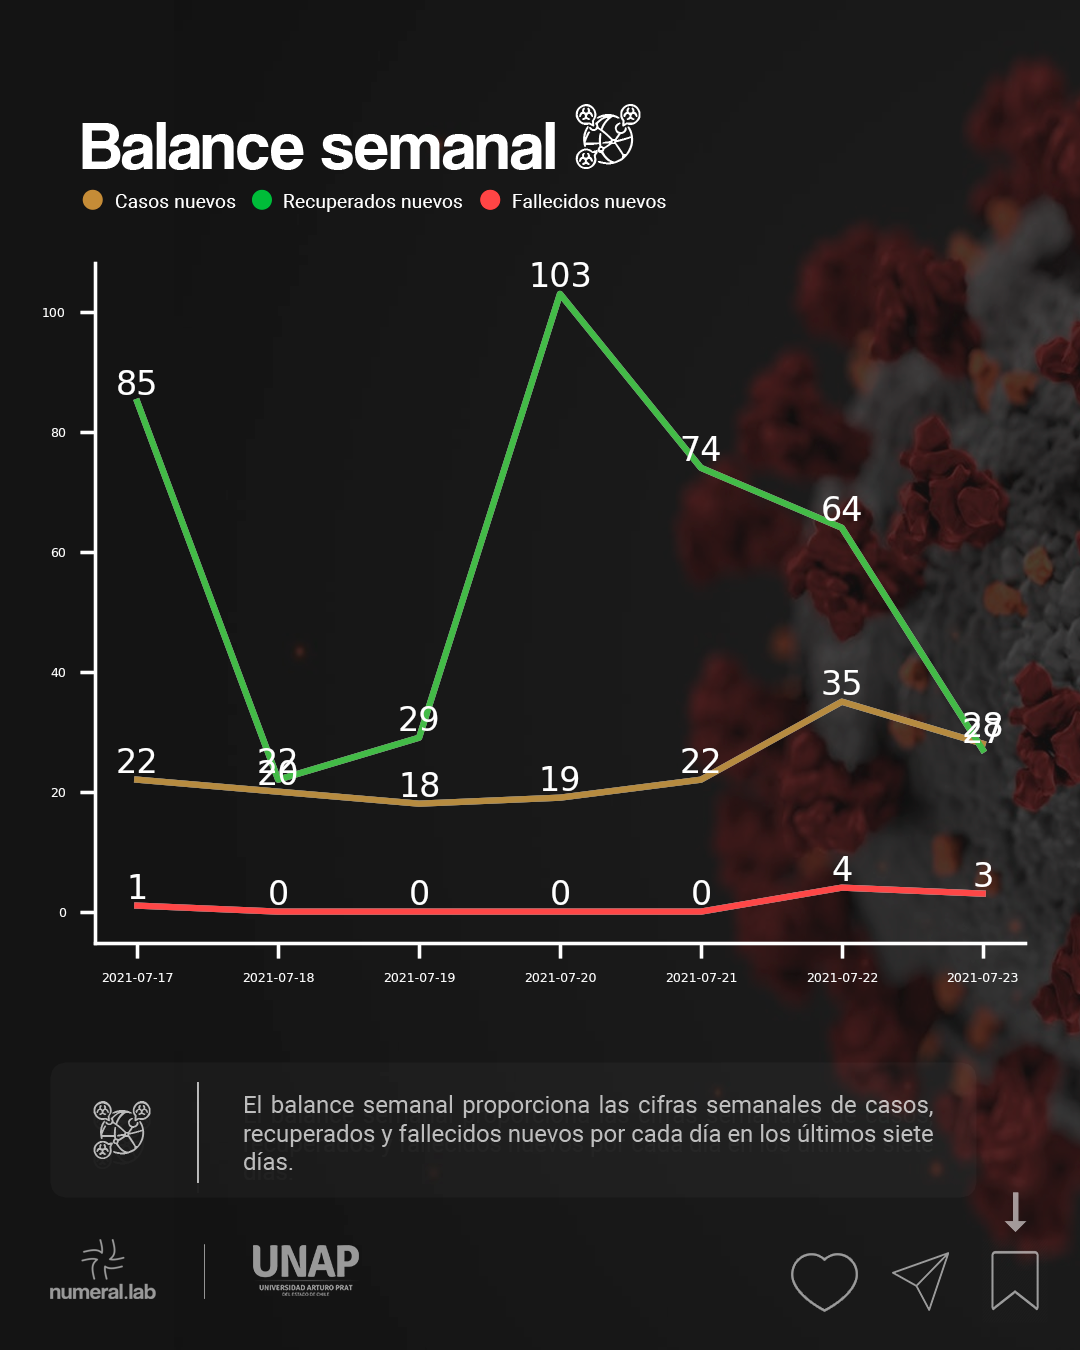 Balance semanal
Casos nuevos Recuperados nuevos Fallecidos nuevos
103
100
85
80
74
64
60
40
35
29
28
27
22
22
20
22
18
19
22
20
1
0
0
0
0
4
3
0
2021-07-17 2021-07-18 2021-07-19 2021-07-20 2021-07-21 2021-07-22 2021-07-23
El balance semanal proporciona las cifras semanales de casos,
recuperados y fallecidos nuevos por cada día en los últimos siete
días.
numeral.lab
UNAP
UNIVERSIDAD ARTURO PRAT
DEL ESTADO DE CHILE